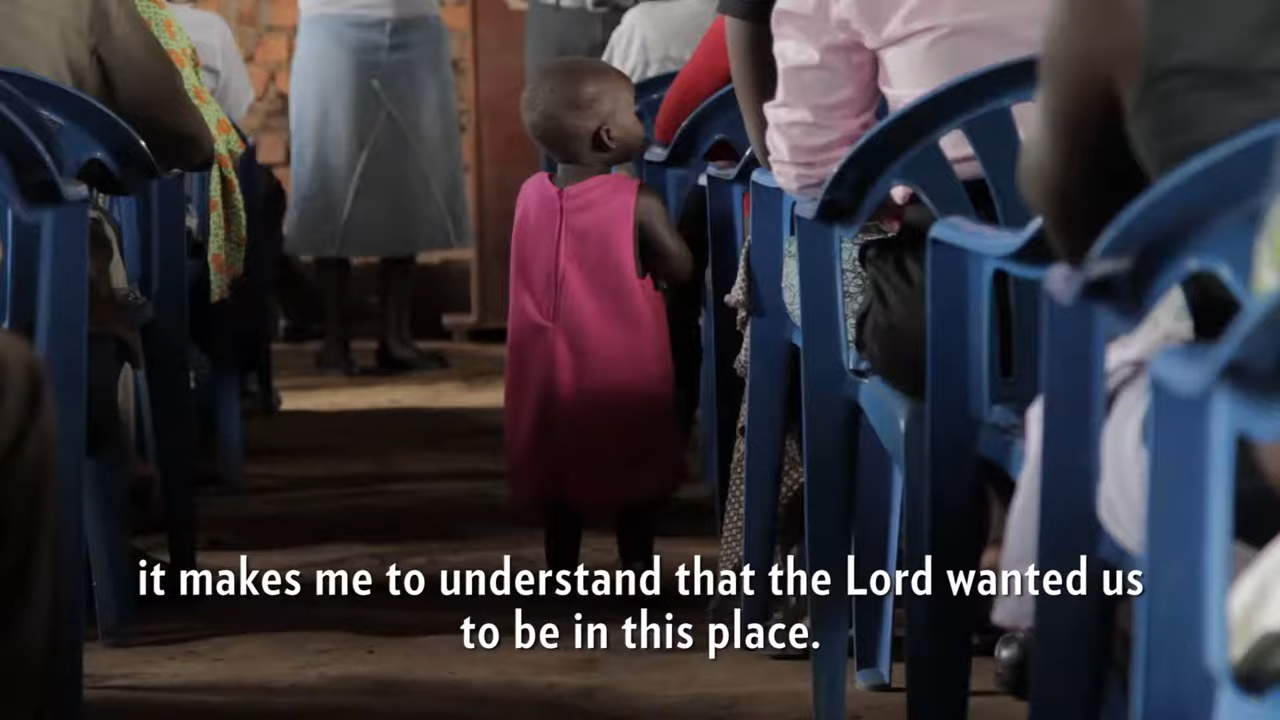 it makes me to understand that the Lord wanted us
to be in this place.